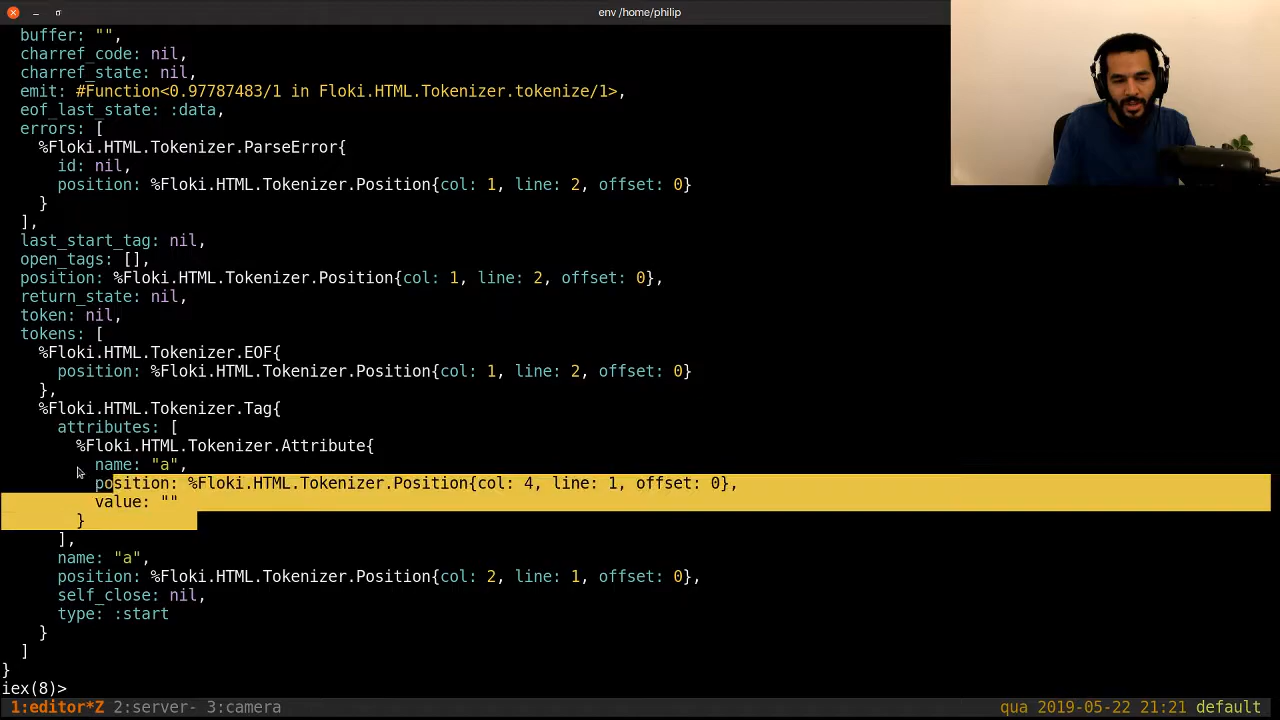 env /home/philip
buffer: "",
charref_code: nil,
charref_state: nil,
emit: #Function<0.97787483/1 in Floki.HTML.Tokenizer.tokenize/1>,
eof_last_state: :data,
errors: [
%Floki.HTML.Tokenizer.ParseError{
id: nil,
position: %Floki.HTML.Tokenizer.Position{col: 1, line: 2, offset: 0}
}
],
last_start_tag: nil,
open_tags: [],
position: %Floki.HTML.Tokenizer.Position{col: 1, line: 2, offset: 0},
return_state: nil,
token: nil,
tokens: [
%Floki.HTML.Tokenizer.EOF{
position: %Floki.HTML.Tokenizer.Position{col: 1, line: 2, offset: 0}
},
%Floki.HTML.Tokenizer.Tag{
attributes: [
%Floki.HTML.Tokenizer.Attribute{
name: "a",
position: %Floki.HTML.Tokenizer.Position{col: 4, line: 1, offset: 0},
value: ""
}
],
name: "a",
position: %Floki.HTML.Tokenizer.Position{col: 2, line: 1, offset: 0},
self_close: nil,
type: :start
}
]
}
iex(8)>
1:editor*Z 2:server- 3:camera qua 2019-05-22 21:21 default